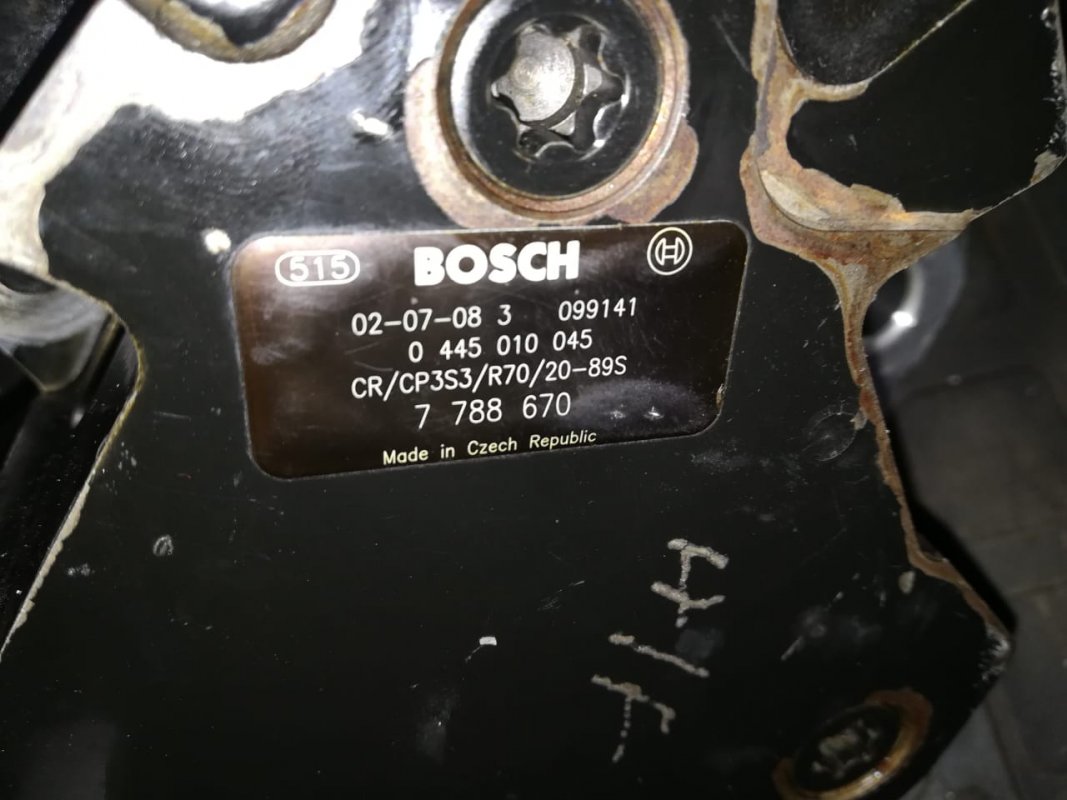 515 BOSCH
02-07-08 3 099141
0 445 010 045
CR/CP3S3/R70/20-89S
7 788 670
Made in Czech Republic